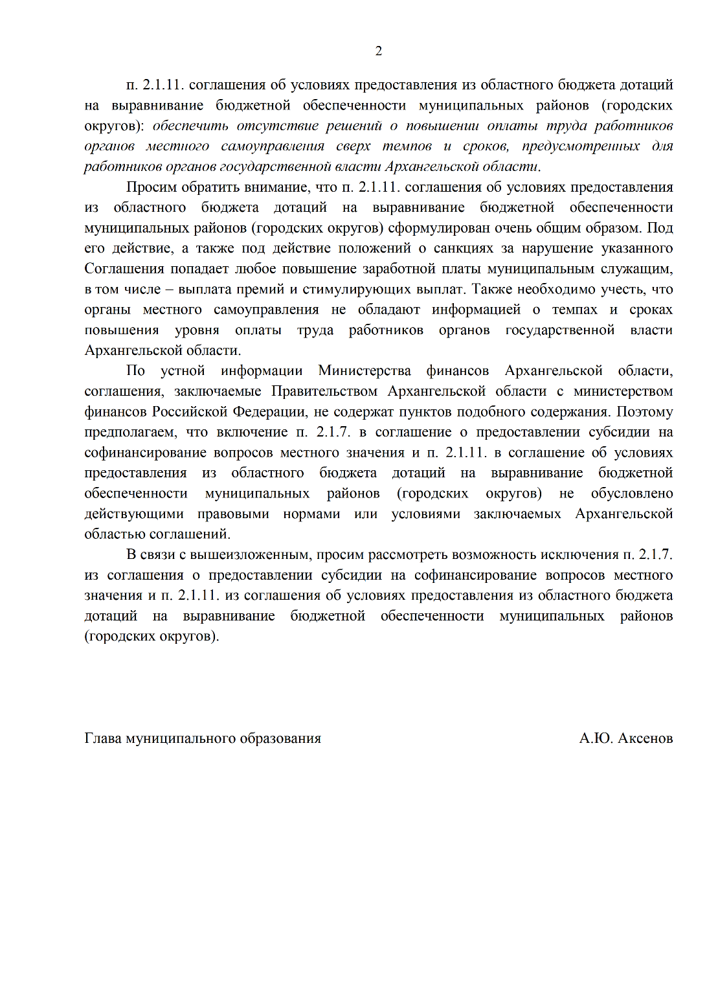 2
п. 2.1.11. соглашения об условиях предоставления из областного бюджета дотаций
на выравнивание бюджетной обеспеченности муниципальных районов (городских
округов): обеспечить отсутствие решений о повышении оплаты труда работников
органов местного самоуправления сверх темпов и сроков, предусмотренных для
работников органов государственной власти Архангельской области.
Просим обратить внимание, что п. 2.1.11. соглашения об условиях предоставления
из областного бюджета дотаций на выравнивание бюджетной обеспеченности
муниципальных районов (городских округов) сформулирован очень общим образом. Под
его действие, а также под действие положений о санкциях за нарушение указанного
Соглашения попадает любое повышение заработной платы муниципальным служащим,
в том числе – выплата премий и стимулирующих выплат. Также необходимо учесть, что
органы местного самоуправления не обладают информацией о темпах и сроках
повышения уровня оплаты труда работников органов государственной власти
Архангельской области.
По устной информации Министерства финансов Архангельской области,
соглашения, заключаемые Правительством Архангельской области с министерством
финансов Российской Федерации, не содержат пунктов подобного содержания. Поэтому
предполагаем, что включение п. 2.1.7. в соглашение о предоставлении субсидии на
софинансирование вопросов местного значения и п. 2.1.11. в соглашение об условиях
предоставления из областного бюджета дотаций на выравнивание бюджетной
обеспеченности муниципальных районов (городских округов) не обусловлено
действующими правовыми нормами или условиями заключаемых Архангельской
областью соглашений.
В связи с вышеизложенным, просим рассмотреть возможность исключения п. 2.1.7.
из соглашения о предоставлении субсидии на софинансирование вопросов местного
значения и п. 2.1.11. из соглашения об условиях предоставления из областного бюджета
дотаций на выравнивание бюджетной обеспеченности муниципальных районов
(городских округов).
Глава муниципального образования А.Ю. Аксенов